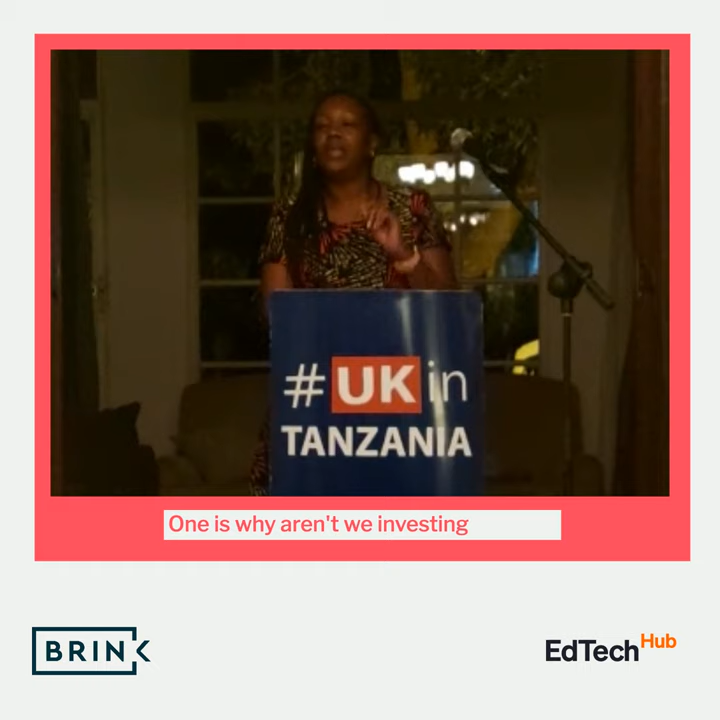 #UKin
TANZANIA
One is why aren't we investing
BRINK
EdTechHub